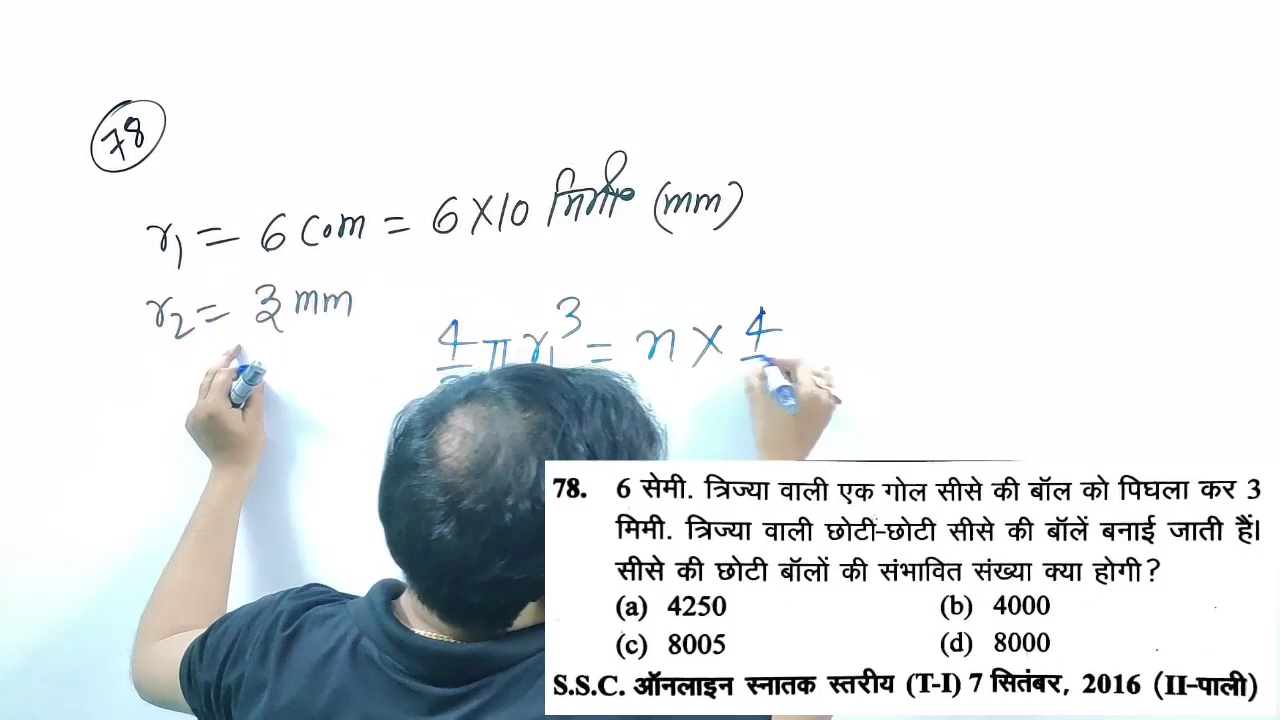 78
r₁ = 6 com = 6×10 मिमी (mm)
r₂ = 3 mm
4/3 π r₁³ = n × 4
78. 6 सेमी. त्रिज्या वाली एक गोल सीसे की बॉल को पिघला कर 3
मिमी. त्रिज्या वाली छोटी-छोटी सीसे की बॉलें बनाई जाती हैं।
सीसे की छोटी बॉलों की संभावित संख्या क्या होगी?
(a) 4250 (b) 4000
(c) 8005 (d) 8000
S.S.C. ऑनलाइन स्नातक स्तरीय (T-I) 7 सितंबर, 2016 (II-पाली)